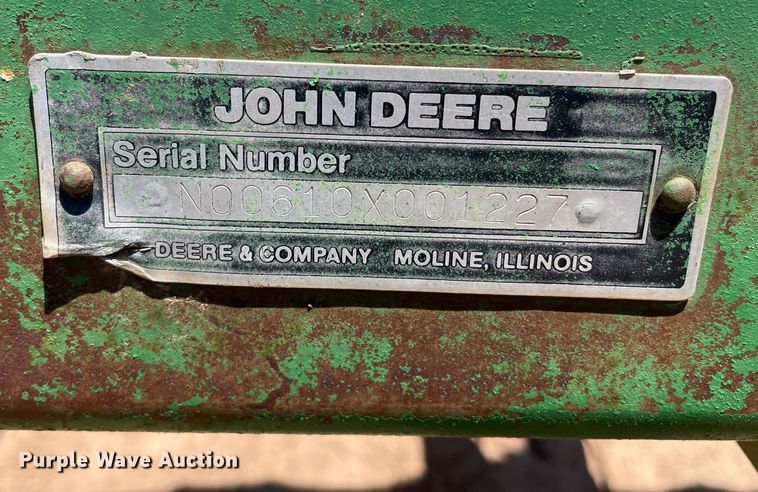 JOHN DEERE
Serial Number
N00610X001227
DEERE & COMPANY MOLINE, ILLINOIS
Purple Wave Auction